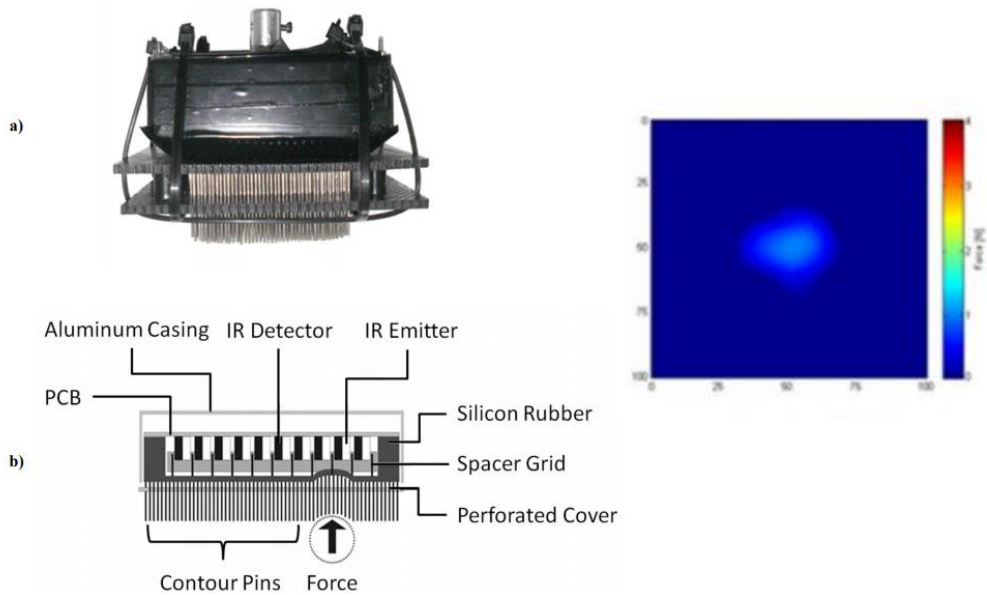 a)
Aluminum Casing
IR Detector
IR Emitter
PCB
Silicon Rubber
b)
Spacer Grid
Perforated Cover
Contour Pins
Force
0
25
50
75
100
0
25
50
75
100
4
3
2
1
0
Force [N]